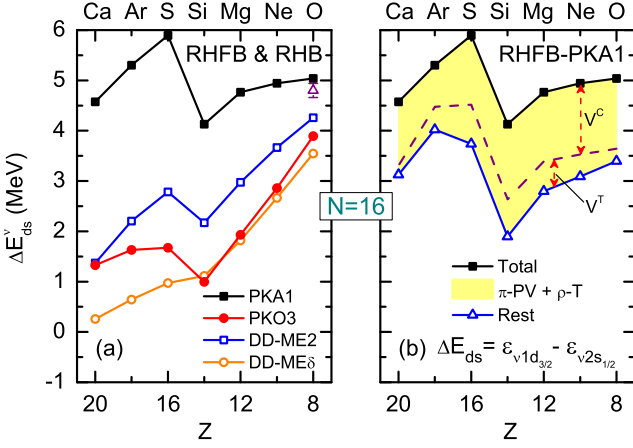 Ca Ar S Si Mg Ne O
Ca Ar S Si Mg Ne O
6
5
4
3
2
1
0
-1
ΔE^ν_ds (MeV)
RHFB & RHB
PKA1
PKO3
DD-ME2
DD-MEδ
(a)
20 16 12 8
Z
N=16
RHFB-PKA1
V^C
V^T
Total
π-PV + ρ-T
Rest
(b) ΔE_ds = ε_ν1d_3/2 - ε_ν2s_1/2
20 16 12 8
Z